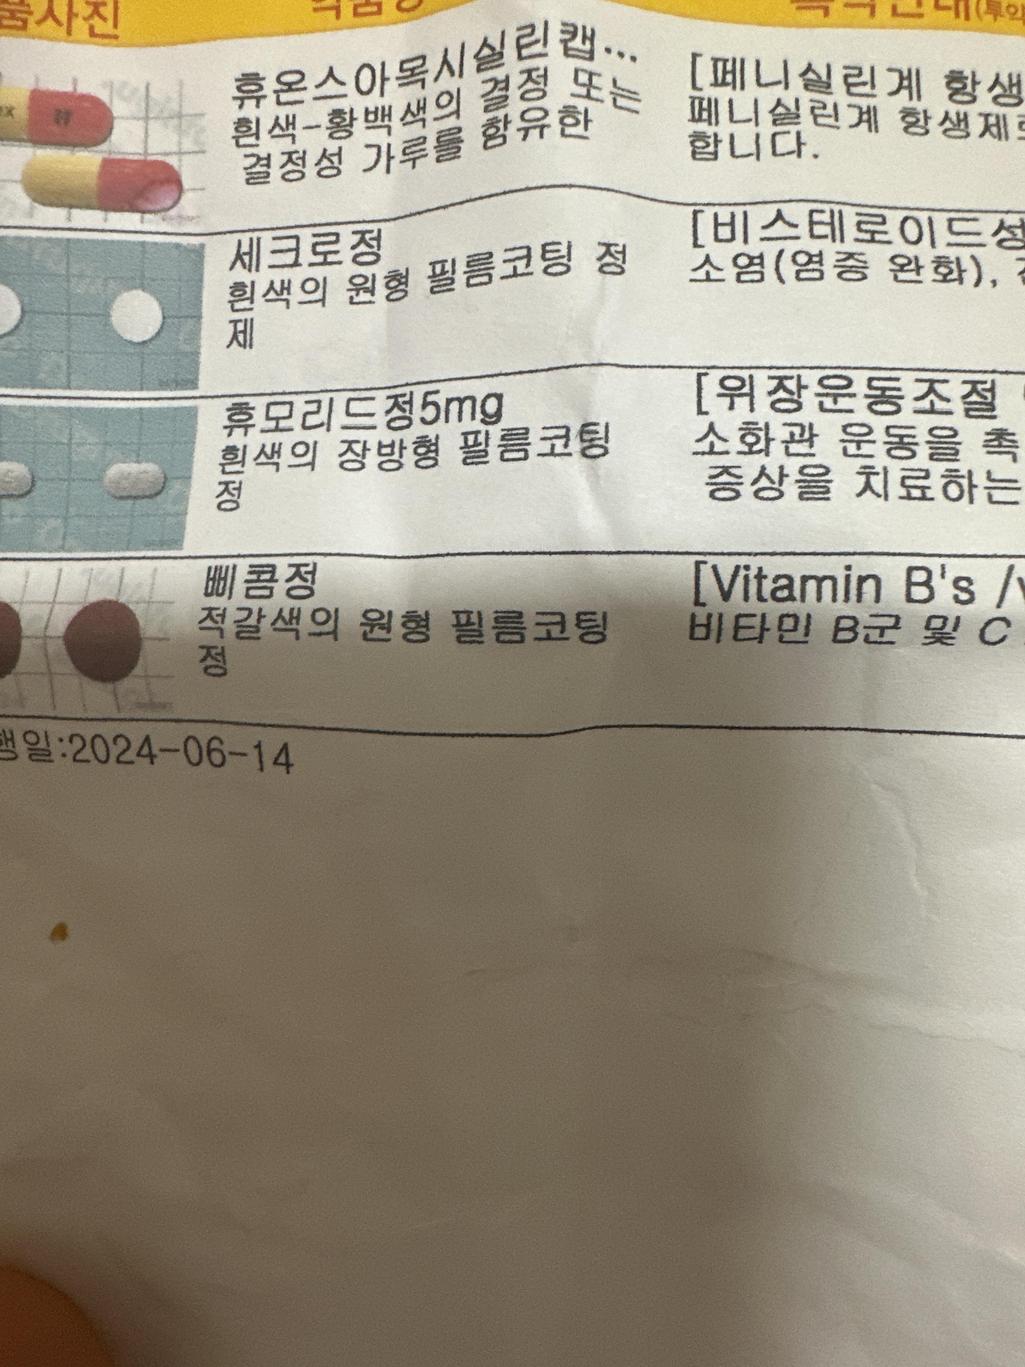 품사진
휴온스아목시실린캡...
흰색-황백색의 결정 또는
결정성 가루를 함유한
[페니실린계 항생
페니실린계 항생제로
합니다.
세크로정
흰색의 원형 필름코팅 정
제
[비스테로이드성
소염(염증 완화),
휴모리드정5mg
흰색의 장방형 필름코팅
정
[위장운동조절
소화관 운동을 촉
증상을 치료하는
삐콤정
적갈색의 원형 필름코팅
정
[Vitamin B's /v
비타민 B군 및 C
행일:2024-06-14